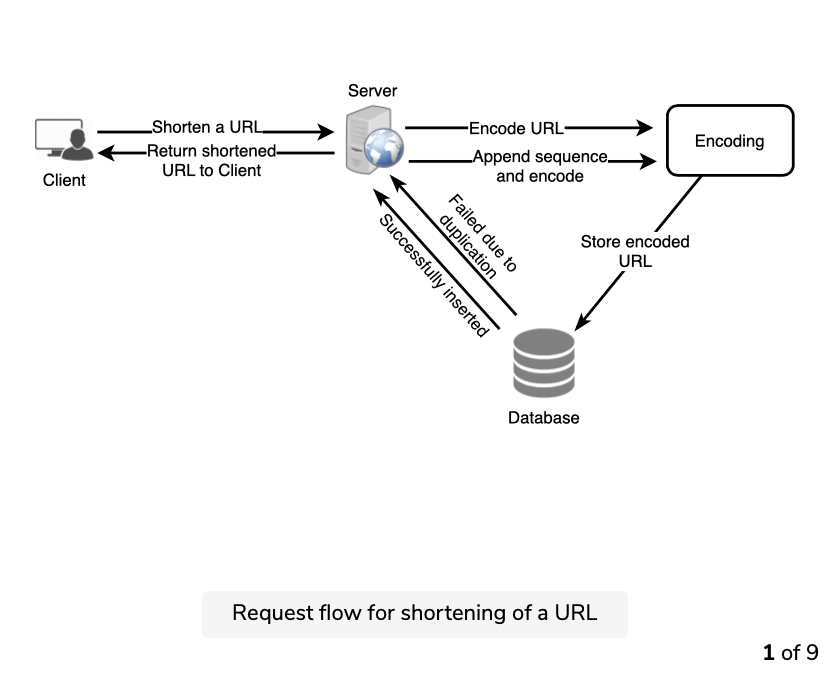 Server
Shorten a URL
Encode URL
Encoding
Return shortened
URL to Client
Append sequence
and encode
Client
Failed due to
duplication
Successfully inserted
Store encoded
URL
Database
Request flow for shortening of a URL
1 of 9